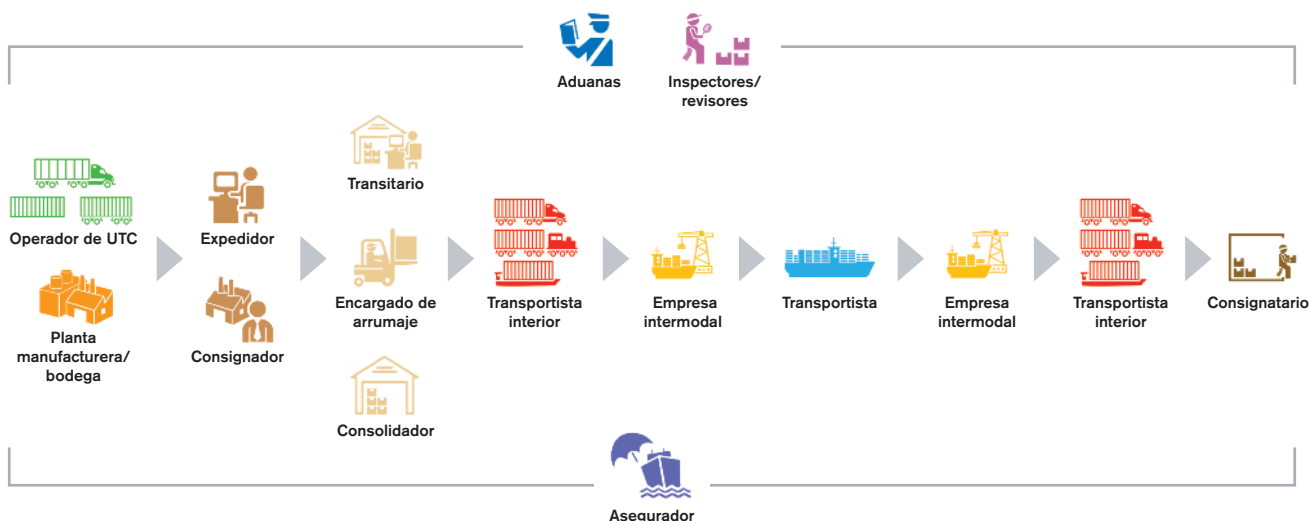 Aduanas
Inspectores/
revisores
Operador de UTC
Planta
manufacturera/
bodega
Expedidor
Consignador
Transitario
Encargado de
arrumaje
Consolidador
Transportista
interior
Empresa
intermodal
Transportista
Empresa
intermodal
Transportista
interior
Consignatario
Asegurador